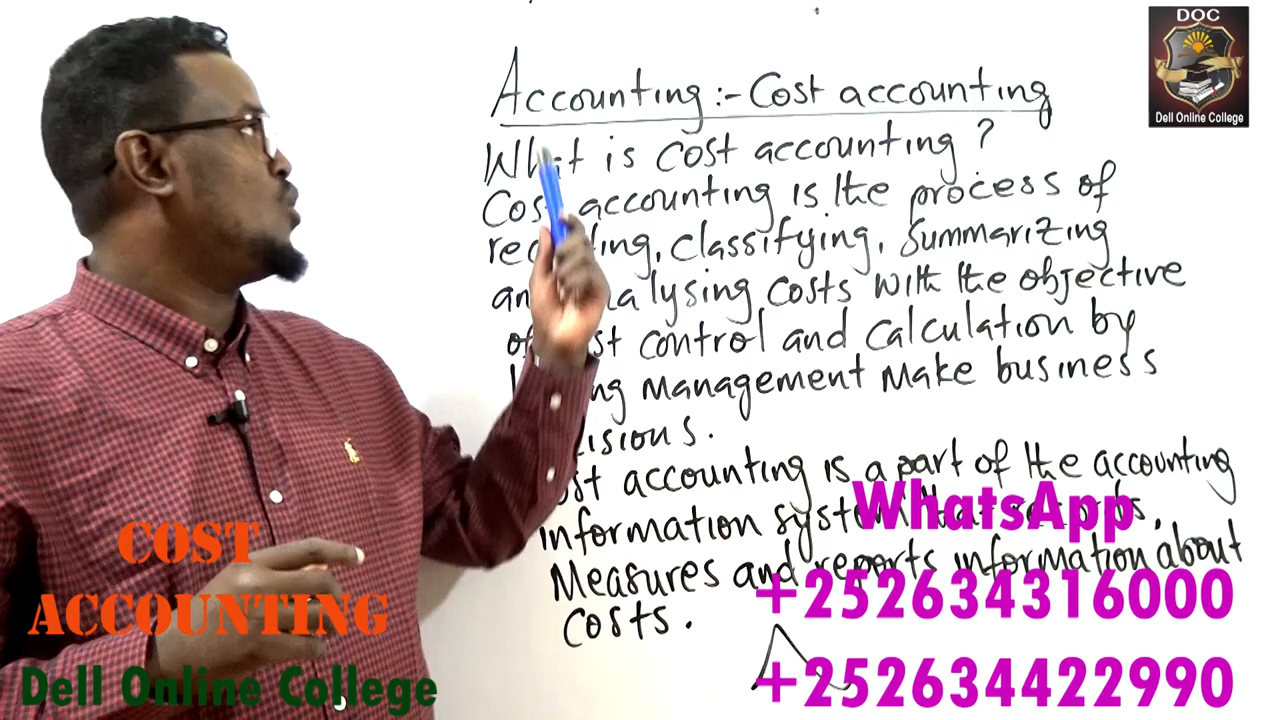 Accounting :- Cost accounting
What is cost accounting?
Cost accounting is the process of
classifying, Summarizing
costs with the objective
control and calculation by
management make business
accounting is a part of the accounting
information system
Measures and reports information about
costs.
DOC
Dell Online College
COST
ACCOUNTING
Dell Online College
WhatsApp
+252634316000
+252634422990